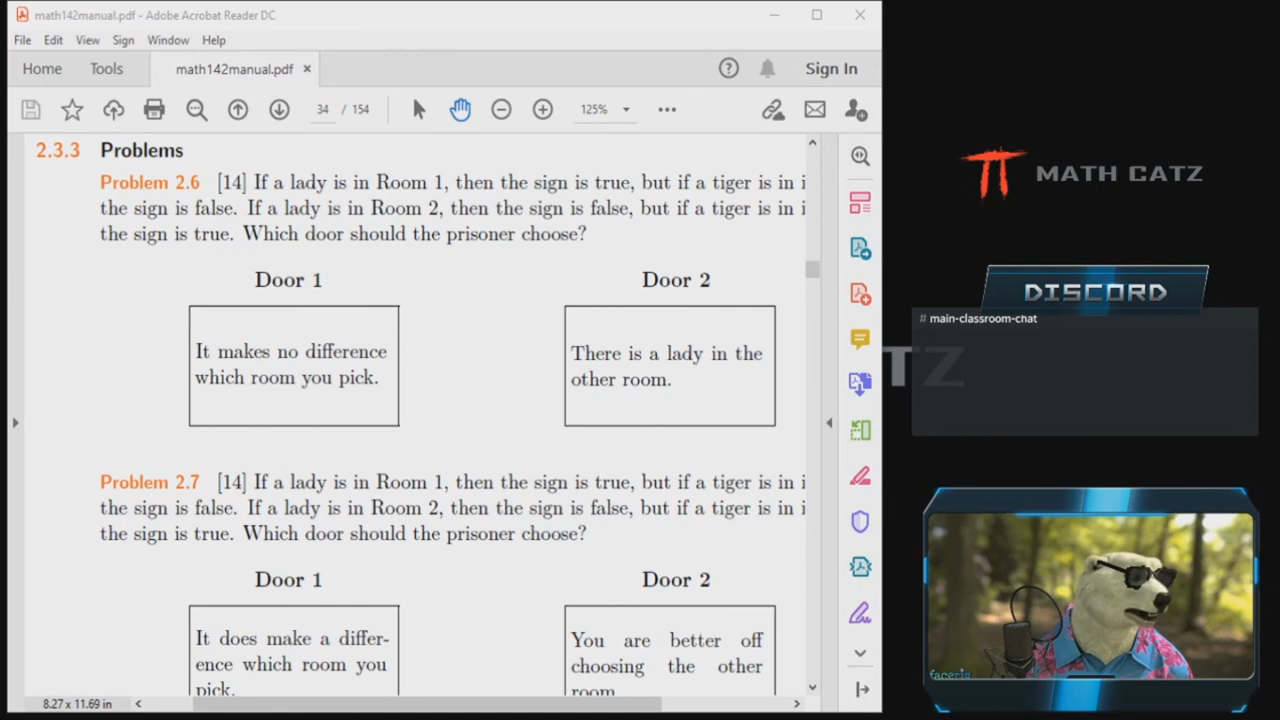 math142manual.pdf - Adobe Acrobat Reader DC
File Edit View Sign Window Help
Home Tools math142manual.pdf × Sign In
34 / 154 125%
2.3.3 Problems
Problem 2.6 [14] If a lady is in Room 1, then the sign is true, but if a tiger is in i
the sign is false. If a lady is in Room 2, then the sign is false, but if a tiger is in i
the sign is true. Which door should the prisoner choose?
Door 1 Door 2
It makes no difference
which room you pick.
There is a lady in the
other room.
Problem 2.7 [14] If a lady is in Room 1, then the sign is true, but if a tiger is in i
the sign is false. If a lady is in Room 2, then the sign is false, but if a tiger is in i
the sign is true. Which door should the prisoner choose?
Door 1 Door 2
It does make a differ-
ence which room you
pick.
You are better off
choosing the other
room
8.27 x 11.69 in
MATH CATZ
DISCORD
# main-classroom-chat
TZ
facerig